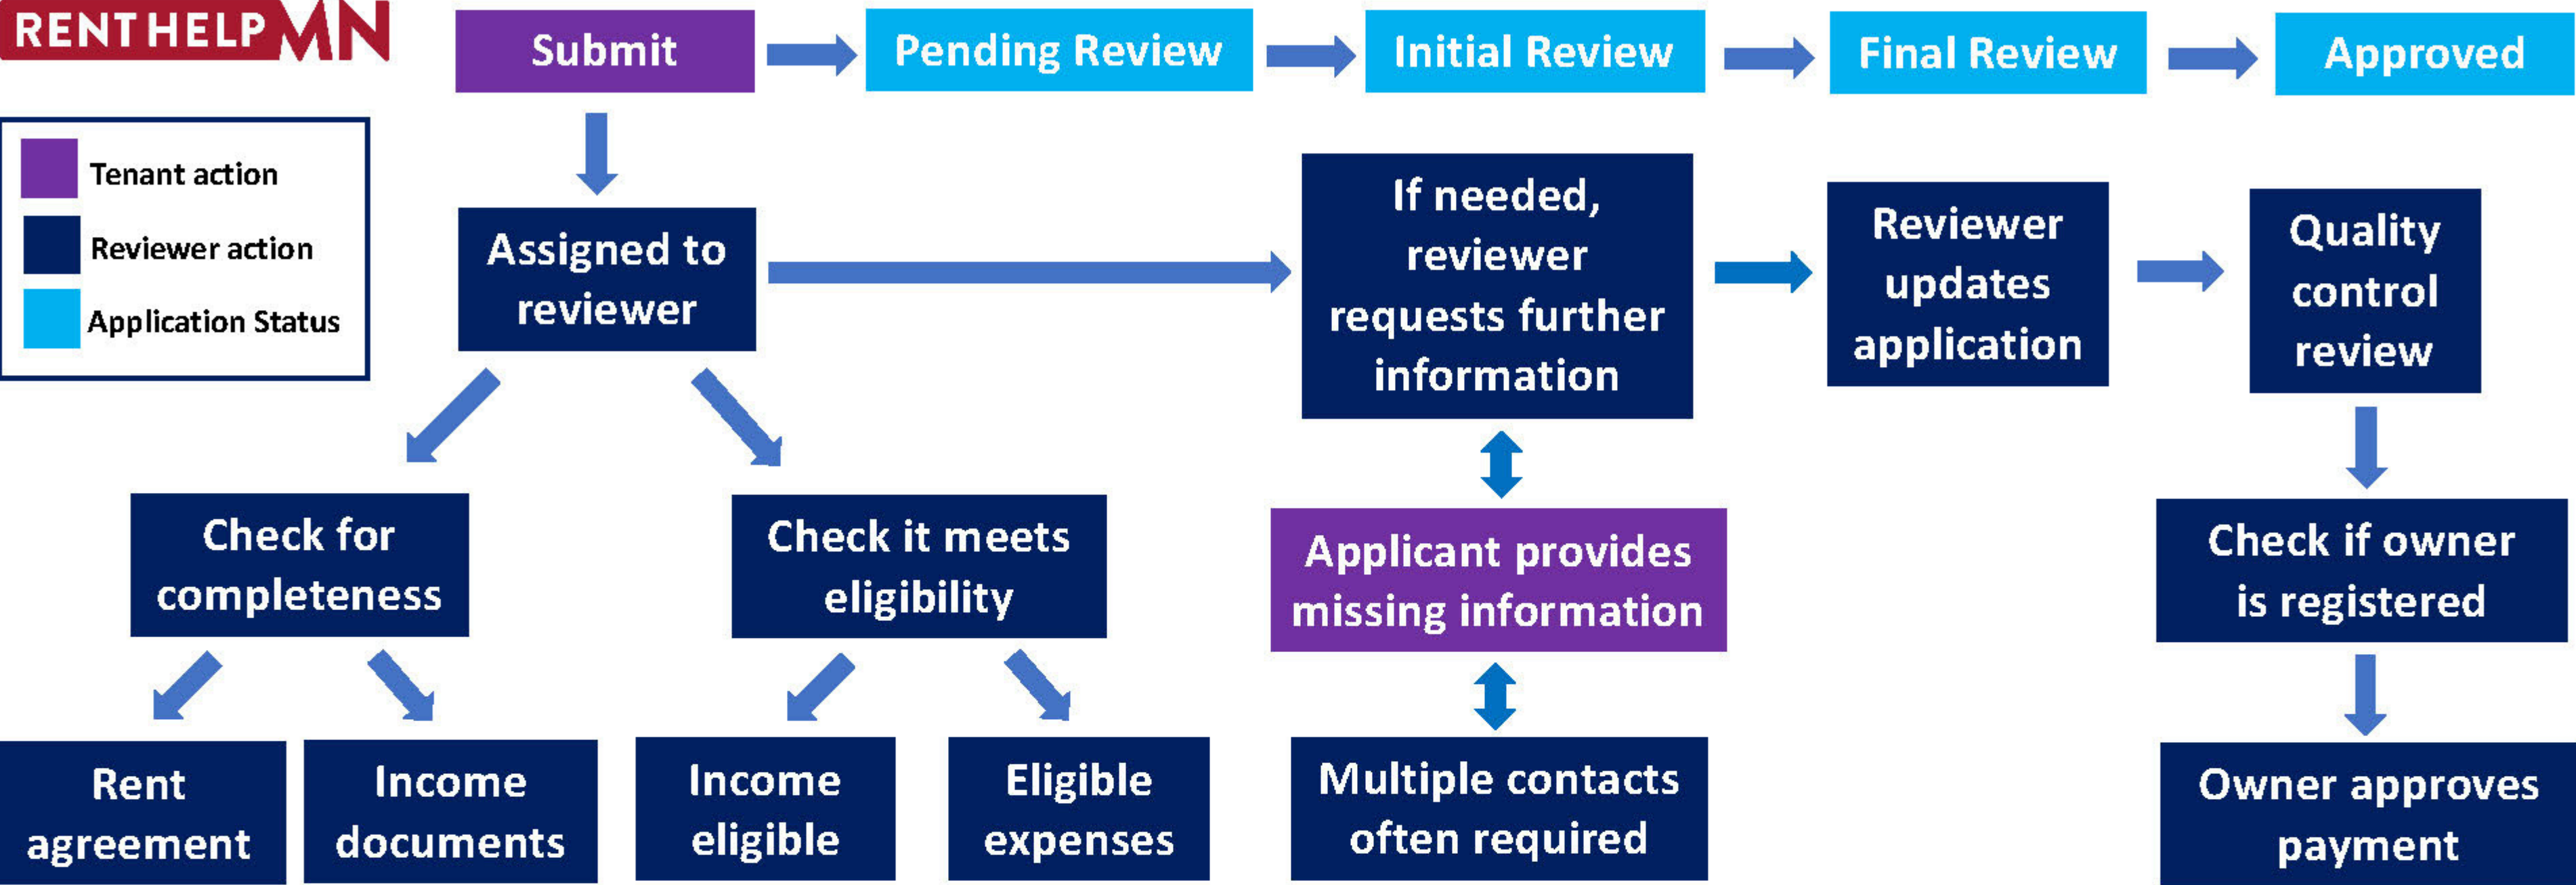 RENTHELPMN
Submit
Pending Review
Initial Review
Final Review
Approved
Tenant action
Reviewer action
Application Status
Assigned to
reviewer
If needed,
reviewer
requests further
information
Reviewer
updates
application
Quality
control
review
Check for
completeness
Check it meets
eligibility
Applicant provides
missing information
Check if owner
is registered
Rent
agreement
Income
documents
Income
eligible
Eligible
expenses
Multiple contacts
often required
Owner approves
payment